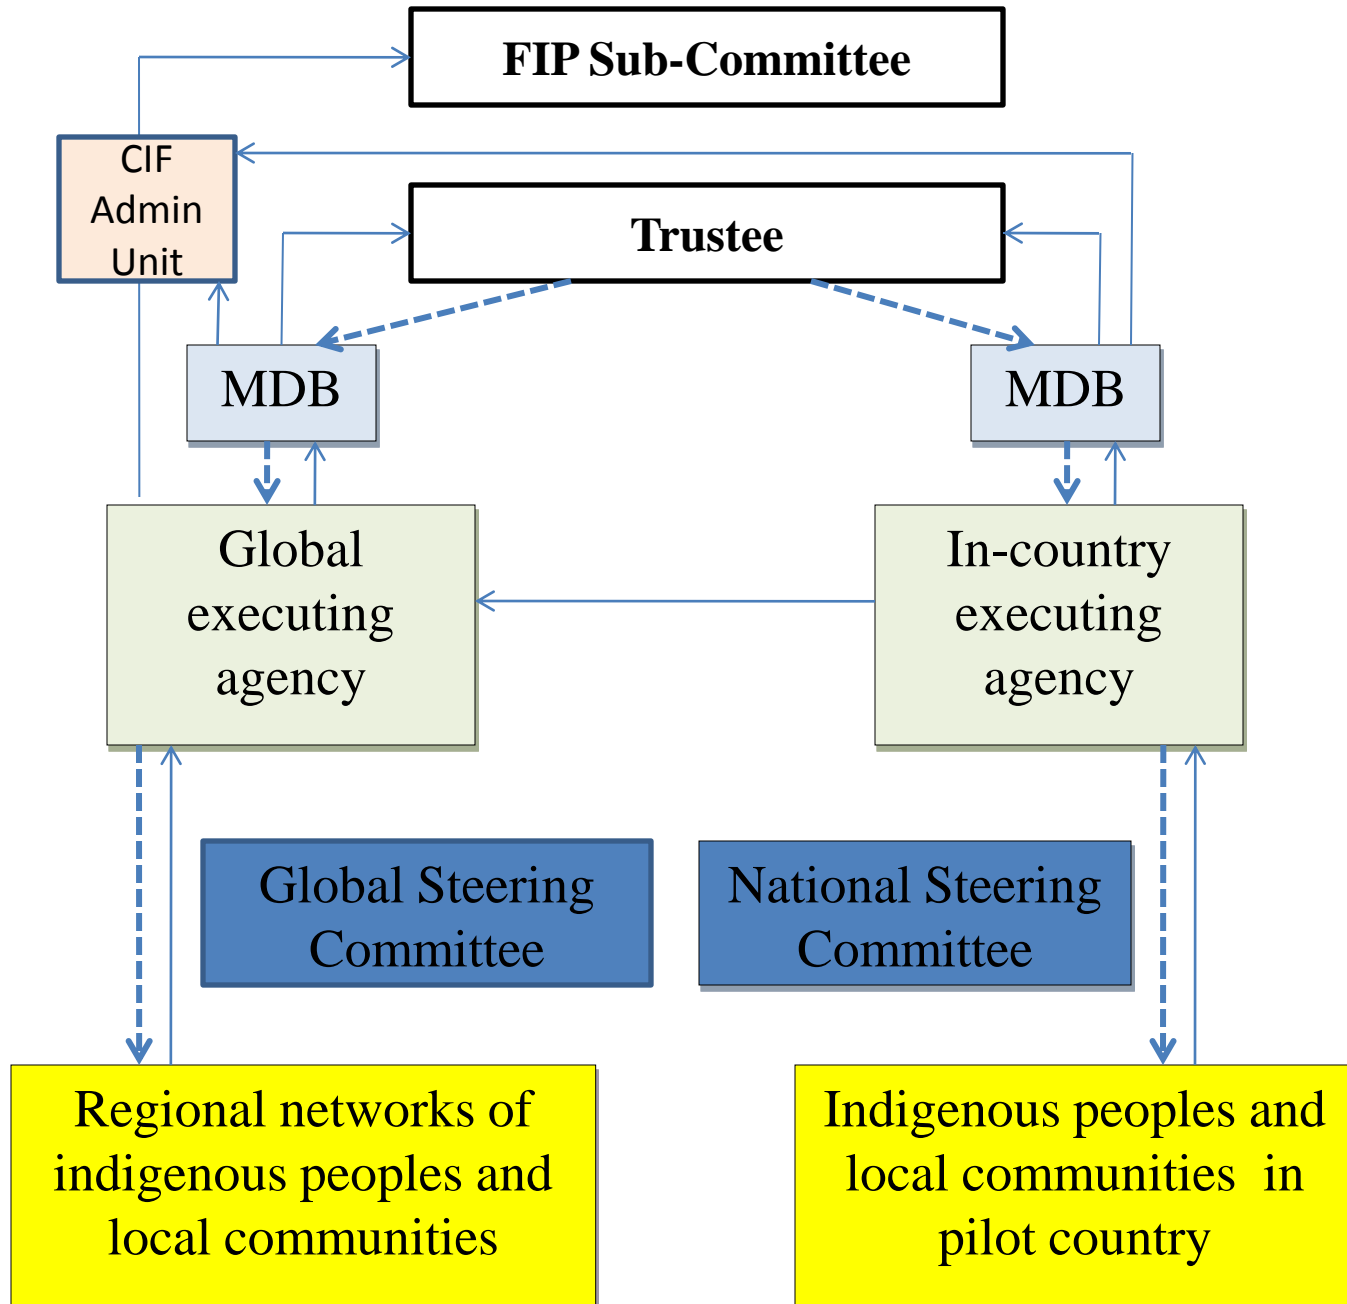 FIP Sub-Committee
CIF
Admin
Unit
Trustee
MDB
MDB
Global
executing
agency
In-country
executing
agency
Global Steering
Committee
National Steering
Committee
Regional networks of
indigenous peoples and
local communities
Indigenous peoples and
local communities in
pilot country